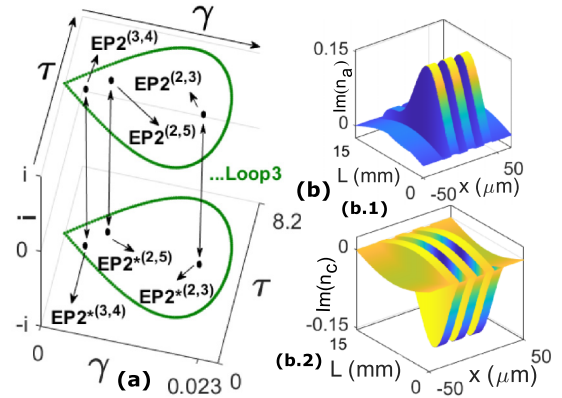 γ
τ
EP2(3,4)
EP2(2,3)
EP2(2,5)
...Loop3
i
0
-i
i
8.2
τ
EP2*(2,5)
EP2*(2,3)
EP2*(3,4)
0
γ
0.023
0
(a)
0.15
Im(na)
0
15
L (mm)
0
-50
x (μm)
50
(b)
(b.1)
0
Im(nc)
-0.15
15
L (mm)
0
-50
x (μm)
50
(b.2)